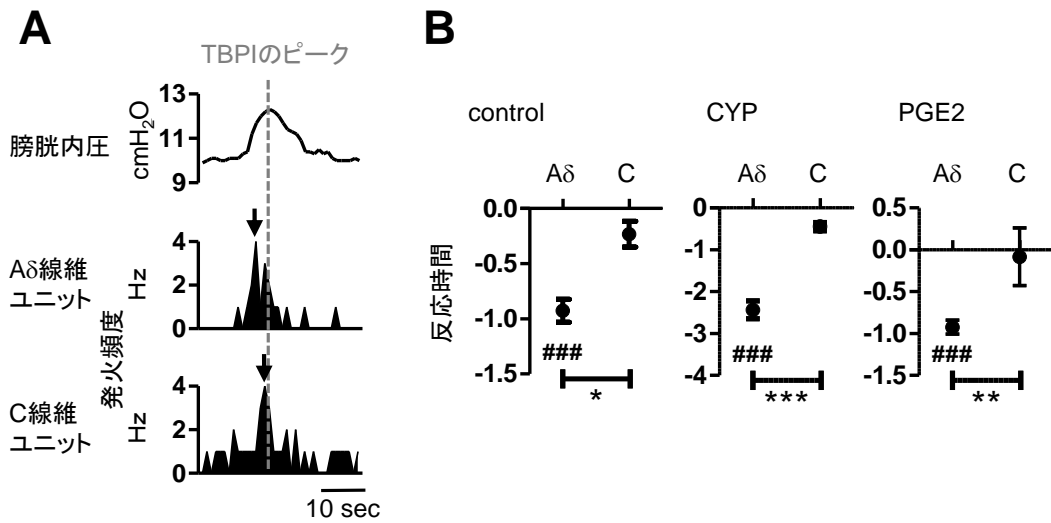 A
TBPIのピーク
膀胱内圧
cmH2O
13
11
9
Aδ線維
ユニット
Hz
4
2
0
発火頻度
C線維
ユニット
Hz
4
2
0
10 sec
B
control
CYP
PGE2
反応時間
Aδ
C
0.0
-0.5
-1.0
-1.5
###
*
Aδ
C
0
-1
-2
-3
-4
###
***
Aδ
C
0.5
0.0
-0.5
-1.0
-1.5
###
**